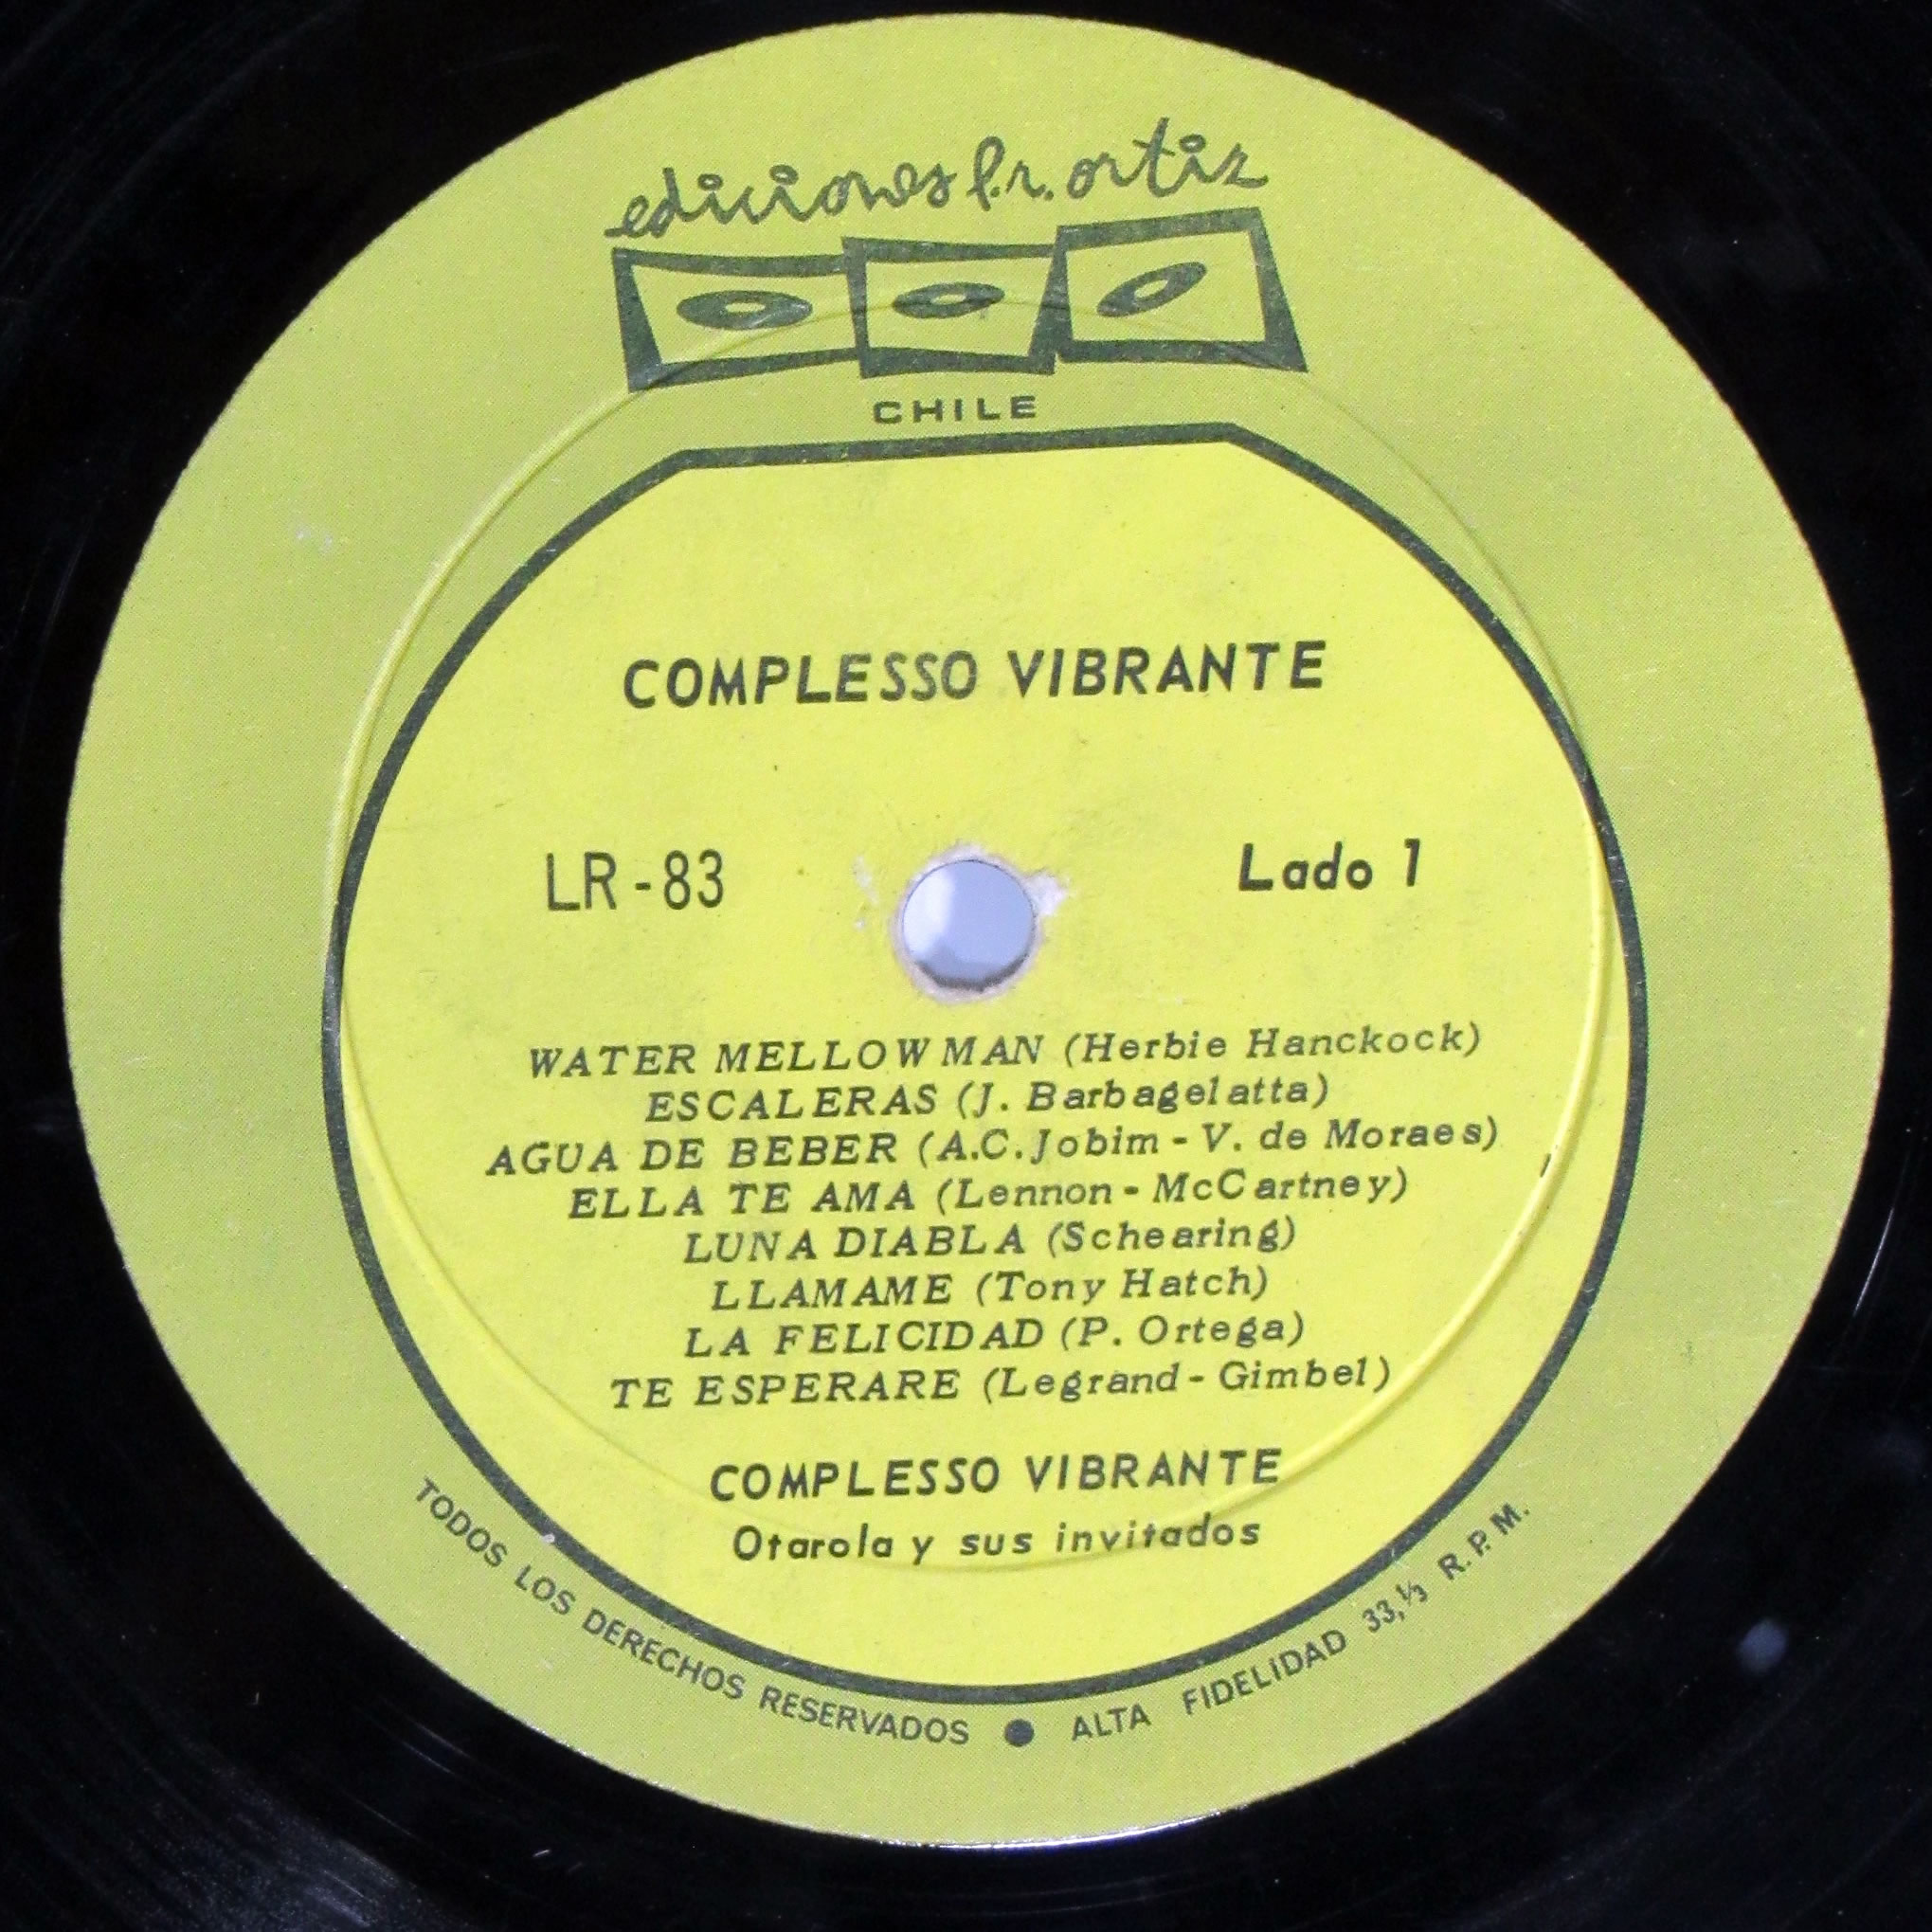 ediciones l.r. ortiz
CHILE
COMPLESSO VIBRANTE
LR-83
Lado 1
WATER MELLOW MAN (Herbie Hanckock)
ESCALERAS (J. Barbagelatta)
AGUA DE BEBER (A.C. Jobim - V. de Moraes)
ELLA TE AMA (Lennon - McCartney)
LUNA DIABLA (Schearing)
LLAMAME (Tony Hatch)
LA FELICIDAD (P. Ortega)
TE ESPERARE (Legrand - Gimbel)
COMPLESSO VIBRANTE
Otarola y sus invitados
TODOS LOS DERECHOS RESERVADOS ● ALTA FIDELIDAD 33,⅓ R.P.M.